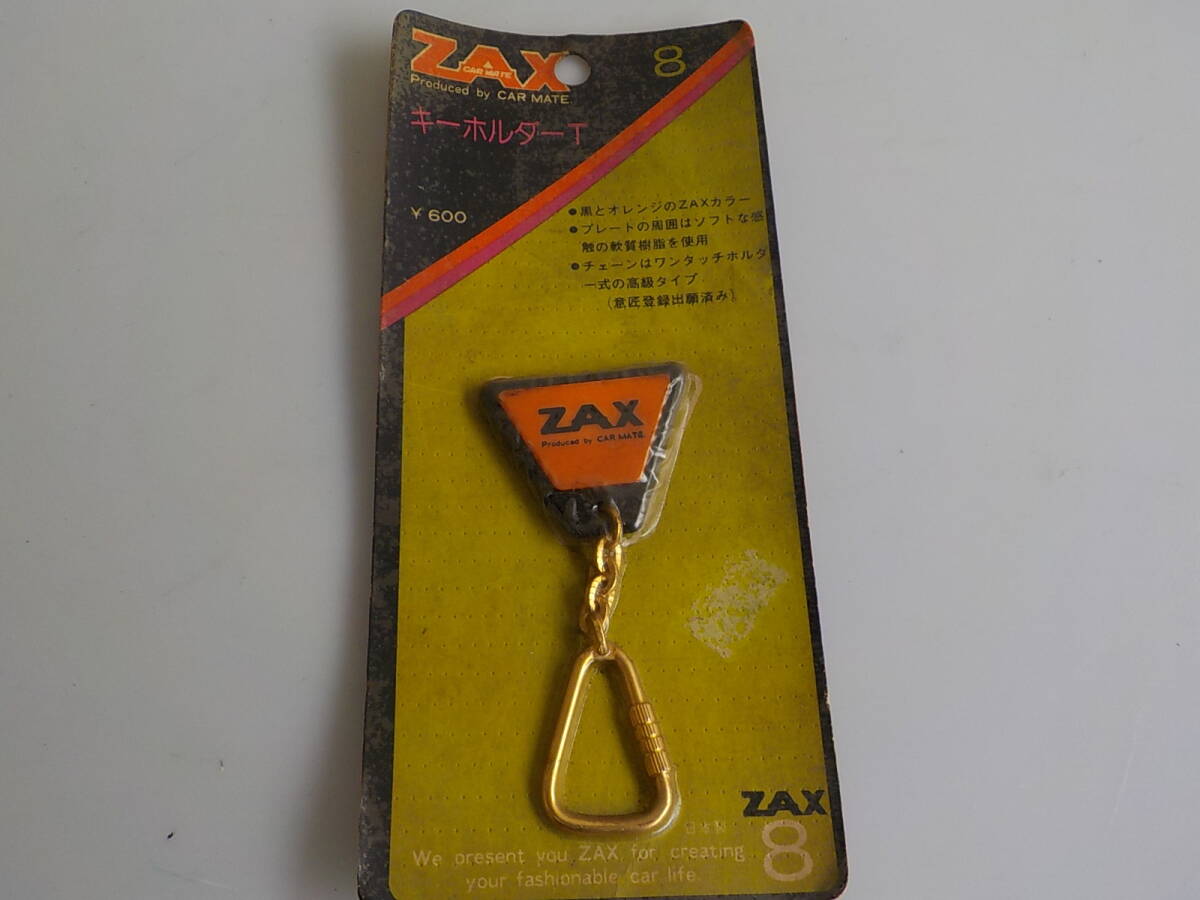 ZAX
CAR MATE
8
Produced by CAR MATE
キーホルダーT
¥600
●黒とオレンジのZAXカラー
●プレートの周囲はソフトな感
触の軟質樹脂を使用
●チェーンはワンタッチホルダ
ー式の高級タイプ
(意匠登録出願済み)
ZAX
Produced by CAR MATE.
ZAX
日本製
8
We present you ZAX for creating
your fashionable car life.